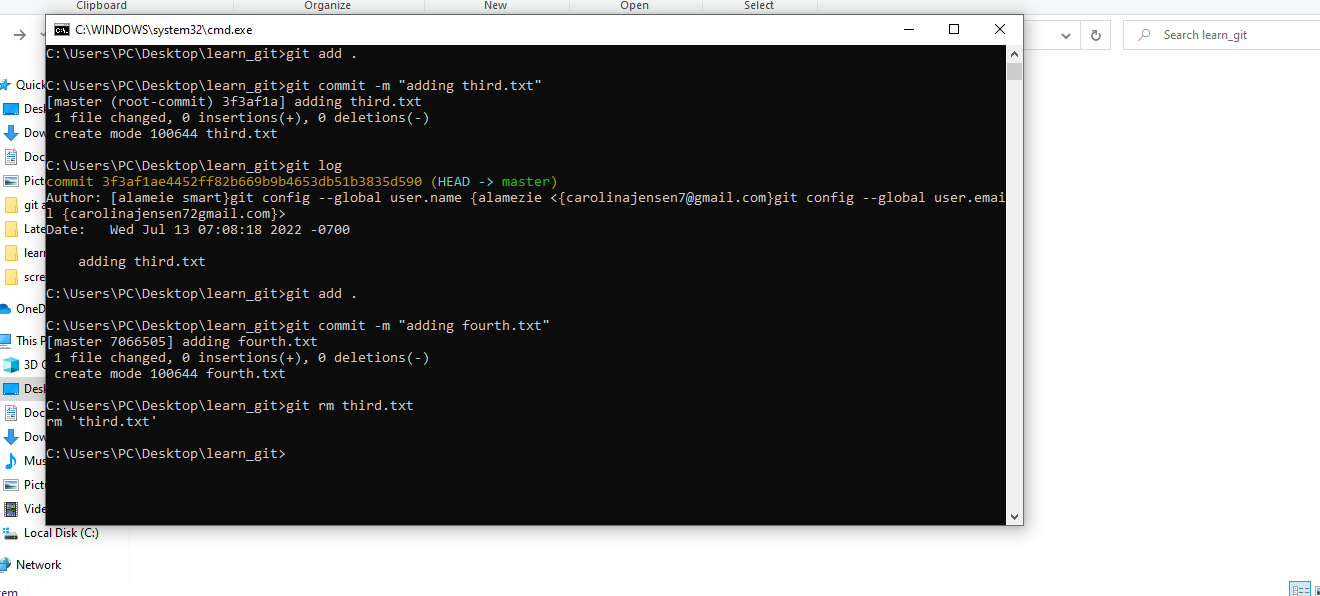 Clipboard Organize New Open Select
C:\WINDOWS\system32\cmd.exe
Search learn_git
C:\Users\PC\Desktop\learn_git>git add .
Quick
C:\Users\PC\Desktop\learn_git>git commit -m "adding third.txt"
[master (root-commit) 3f3af1a] adding third.txt
Desk
1 file changed, 0 insertions(+), 0 deletions(-)
Dow
create mode 100644 third.txt
Doc
C:\Users\PC\Desktop\learn_git>git log
Pict
commit 3f3af1ae4452ff82b669b9b4653db51b3835d590 (HEAD -> master)
Author: [alameie smart}git config --global user.name {alamezie <{carolinajensen7@gmail.com}git config --global user.emai
git a
l {carolinajensen72gmail.com}>
Late
Date:   Wed Jul 13 07:08:18 2022 -0700
learn
adding third.txt
scre
C:\Users\PC\Desktop\learn_git>git add .
OneD
C:\Users\PC\Desktop\learn_git>git commit -m "adding fourth.txt"
This P
[master 7066505] adding fourth.txt
1 file changed, 0 insertions(+), 0 deletions(-)
3D O
create mode 100644 fourth.txt
Desk
C:\Users\PC\Desktop\learn_git>git rm third.txt
Doc
rm 'third.txt'
Dow
C:\Users\PC\Desktop\learn_git>
Mus
Pictu
Vide
Local Disk (C:)
Network